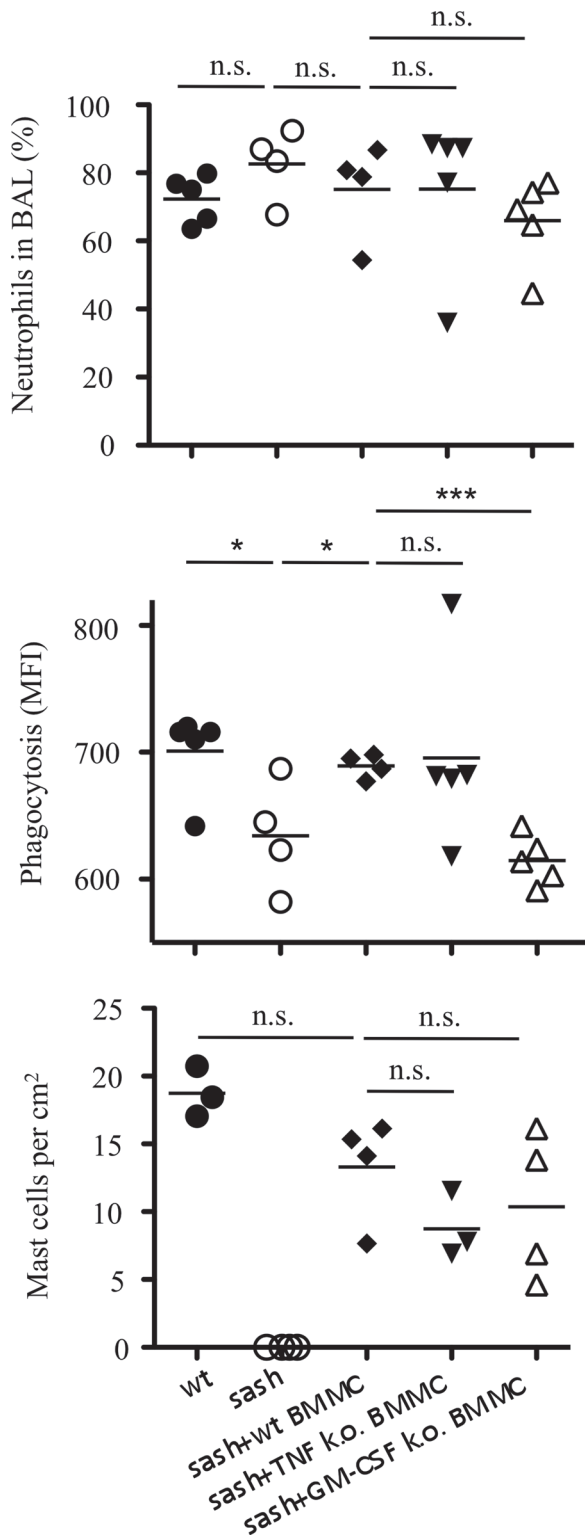 n.s.
n.s. n.s. n.s.
100
80
60
40
20
0
Neutrophils in BAL (%)
***
* * n.s.
800
700
600
Phagocytosis (MFI)
n.s. n.s.
n.s.
25
20
15
10
5
0
Mast cells per cm²
wt
sash
sash+wt BMMC
sash+TNF k.o. BMMC
sash+GM-CSF k.o. BMMC